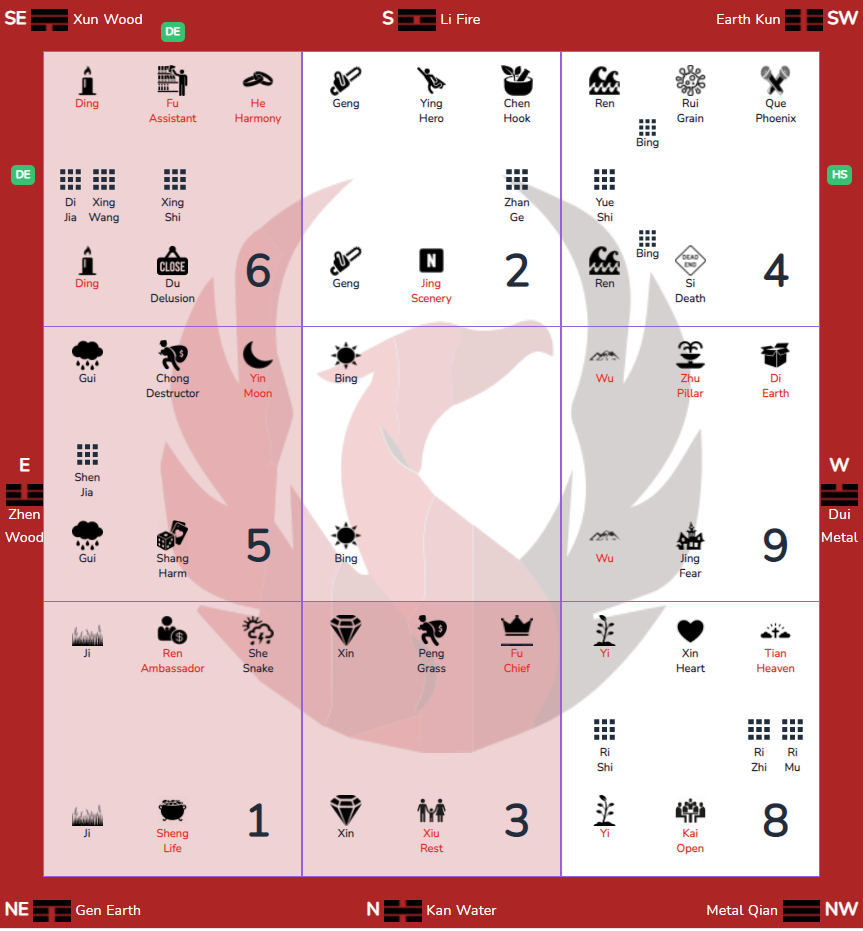 SE Xun Wood
DE
S Li Fire
Earth Kun SW
Ding
Fu
Assistant
He
Harmony
Geng
Ying
Hero
Chen
Hook
Ren
Bing
Rui
Grain
Que
Phoenix
DE
HS
Di
Jia
Xing
Wang
Xing
Shi
Zhan
Ge
Yue
Shi
Ding
CLOSE
Du
Delusion
6
Geng
N
Jing
Scenery
2
Ren
Bing
DEAD
END
Si
Death
4
Gui
Chong
Destructor
Yin
Moon
Bing
Wu
Zhu
Pillar
Di
Earth
E
Zhen
Wood
W
Dui
Metal
Shen
Jia
Gui
Shang
Harm
5
Bing
Wu
Jing
Fear
9
Ji
Ren
Ambassador
She
Snake
Xin
Peng
Grass
Fu
Chief
Yi
Xin
Heart
Tian
Heaven
Ri
Shi
Ri
Zhi
Ri
Mu
Ji
Sheng
Life
1
Xin
Xiu
Rest
3
Yi
Kai
Open
8
NE Gen Earth
N Kan Water
Metal Qian NW